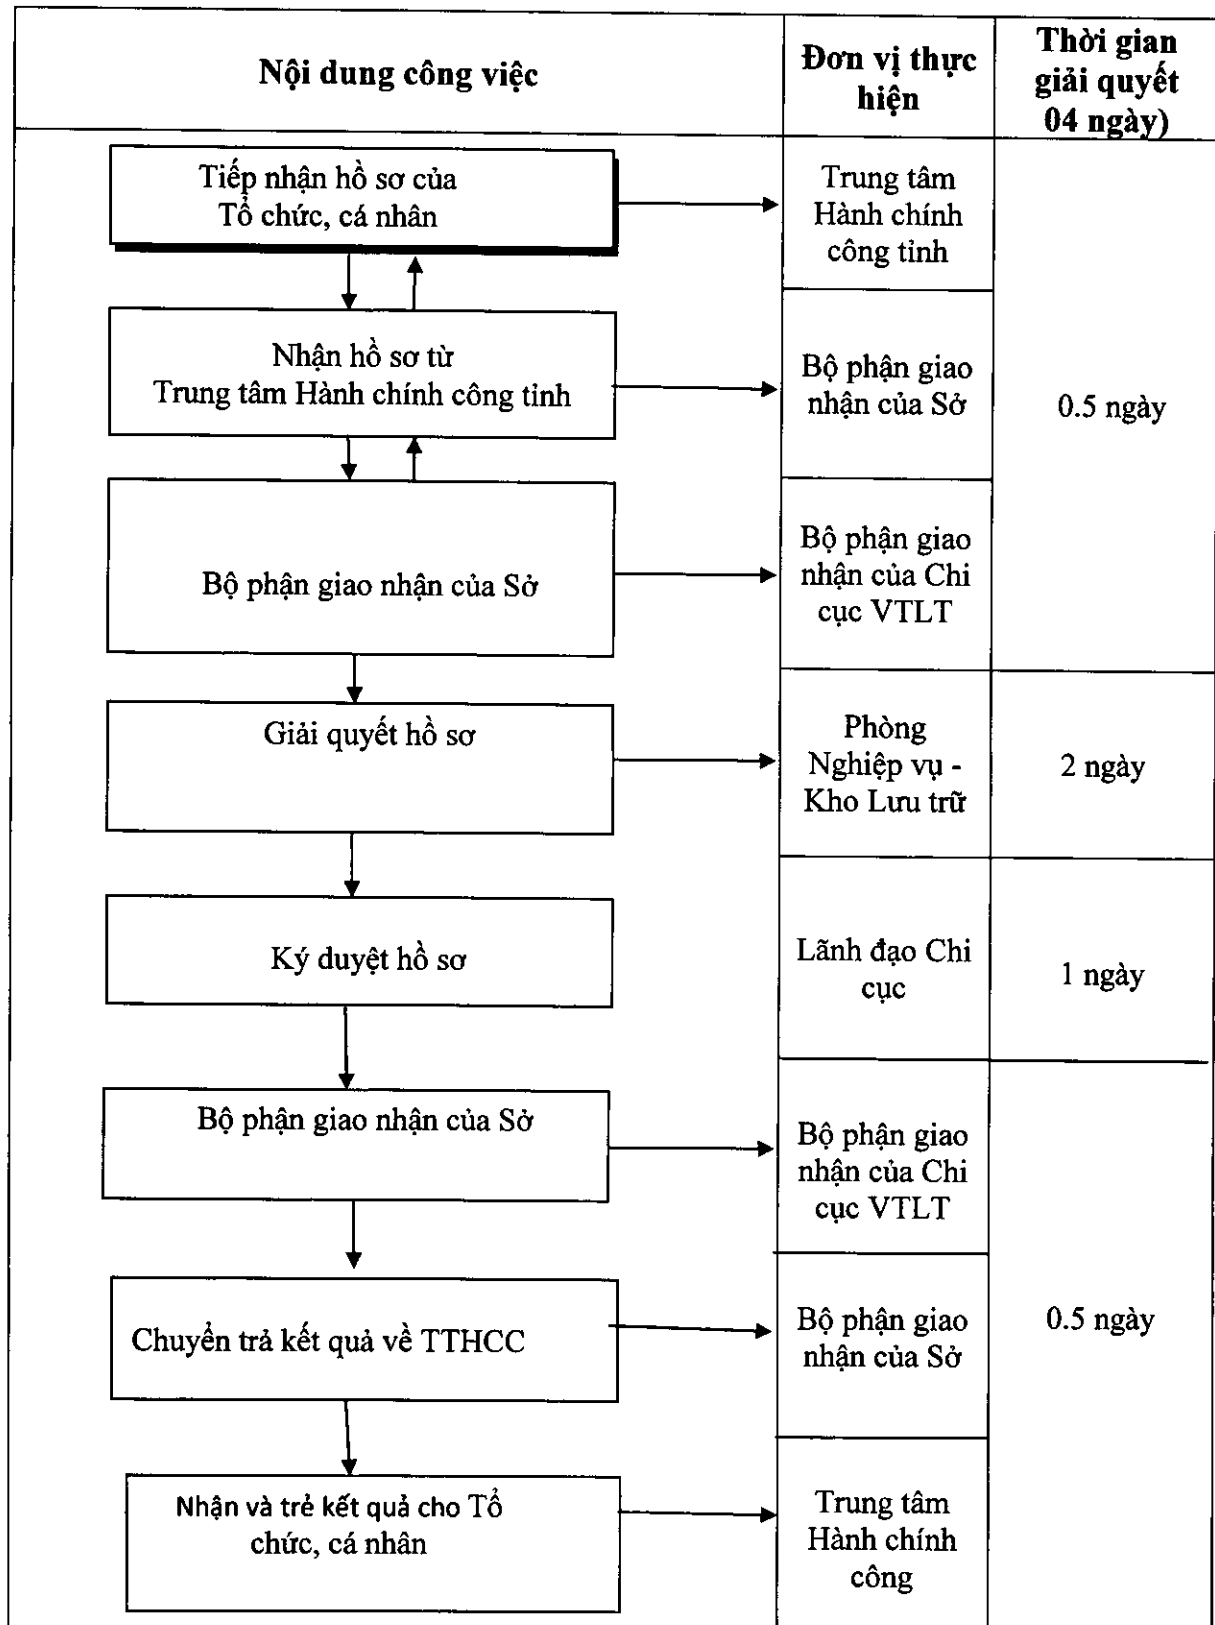 Nội dung công việc
Đơn vị thực
hiện
Thời gian
giải quyết
04 ngày)
Tiếp nhận hồ sơ của
Tổ chức, cá nhân
Trung tâm
Hành chính
công tỉnh
Nhận hồ sơ từ
Trung tâm Hành chính công tỉnh
Bộ phận giao
nhận của Sở
0.5 ngày
Bộ phận giao nhận của Sở
Bộ phận giao
nhận của Chi
cục VTLT
Giải quyết hồ sơ
Phòng
Nghiệp vụ -
Kho Lưu trữ
2 ngày
Ký duyệt hồ sơ
Lãnh đạo Chi
cục
1 ngày
Bộ phận giao nhận của Sở
Bộ phận giao
nhận của Chi
cục VTLT
Chuyển trả kết quả về TTHCC
Bộ phận giao
nhận của Sở
0.5 ngày
Nhận và trẻ kết quả cho Tổ
chức, cá nhân
Trung tâm
Hành chính
công